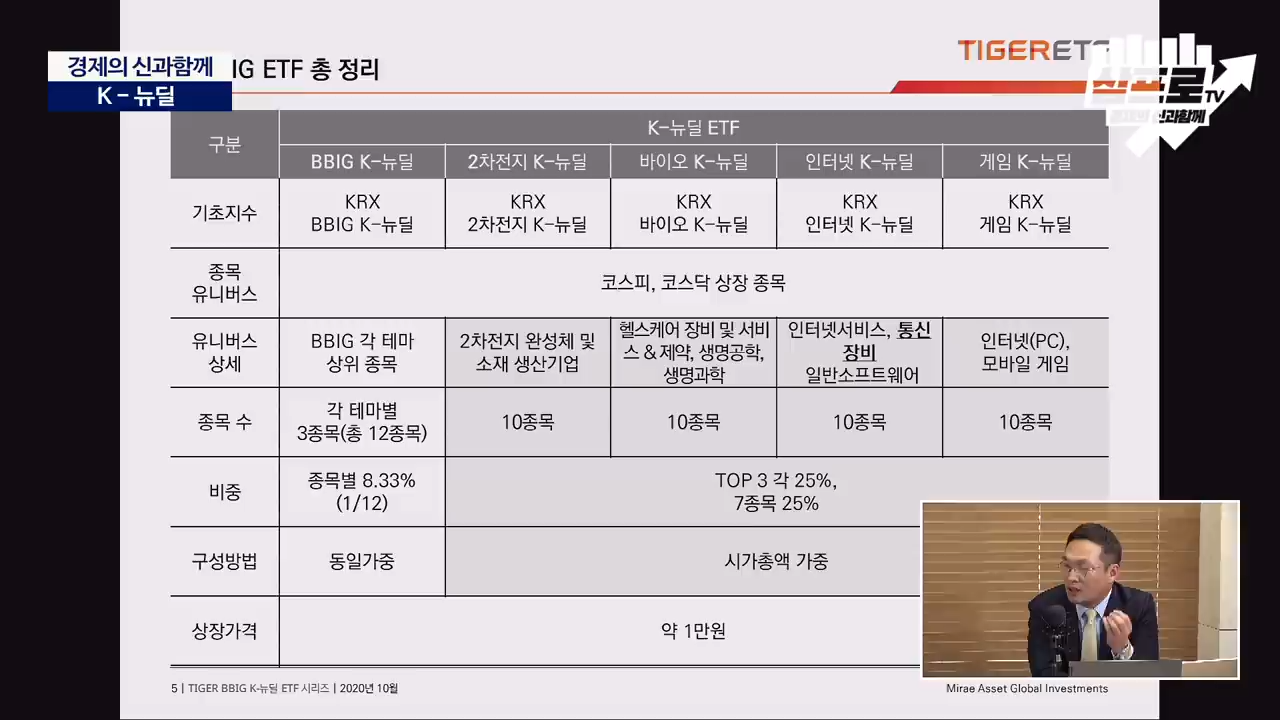 경제의 신과함께
K-뉴딜
IG ETF 총 정리
TIGERETF
삼프로TV
경제의 신과함께
구분
K-뉴딜 ETF
BBIG K-뉴딜
2차전지 K-뉴딜
바이오 K-뉴딜
인터넷 K-뉴딜
게임 K-뉴딜
기초지수
KRX
BBIG K-뉴딜
KRX
2차전지 K-뉴딜
KRX
바이오 K-뉴딜
KRX
인터넷 K-뉴딜
KRX
게임 K-뉴딜
종목
유니버스
코스피, 코스닥 상장 종목
유니버스
상세
BBIG 각 테마
상위 종목
2차전지 완성체 및
소재 생산기업
헬스케어 장비 및 서비
스 & 제약, 생명공학,
생명과학
인터넷서비스, 통신
장비
일반소프트웨어
인터넷(PC),
모바일 게임
종목 수
각 테마별
3종목(총 12종목)
10종목
10종목
10종목
10종목
비중
종목별 8.33%
(1/12)
TOP 3 각 25%,
7종목 25%
구성방법
동일가중
시가총액 가중
상장가격
약 1만원
5 | TIGER BBIG K-뉴딜 ETF 시리즈 | 2020년 10월
Mirae Asset Global Investments